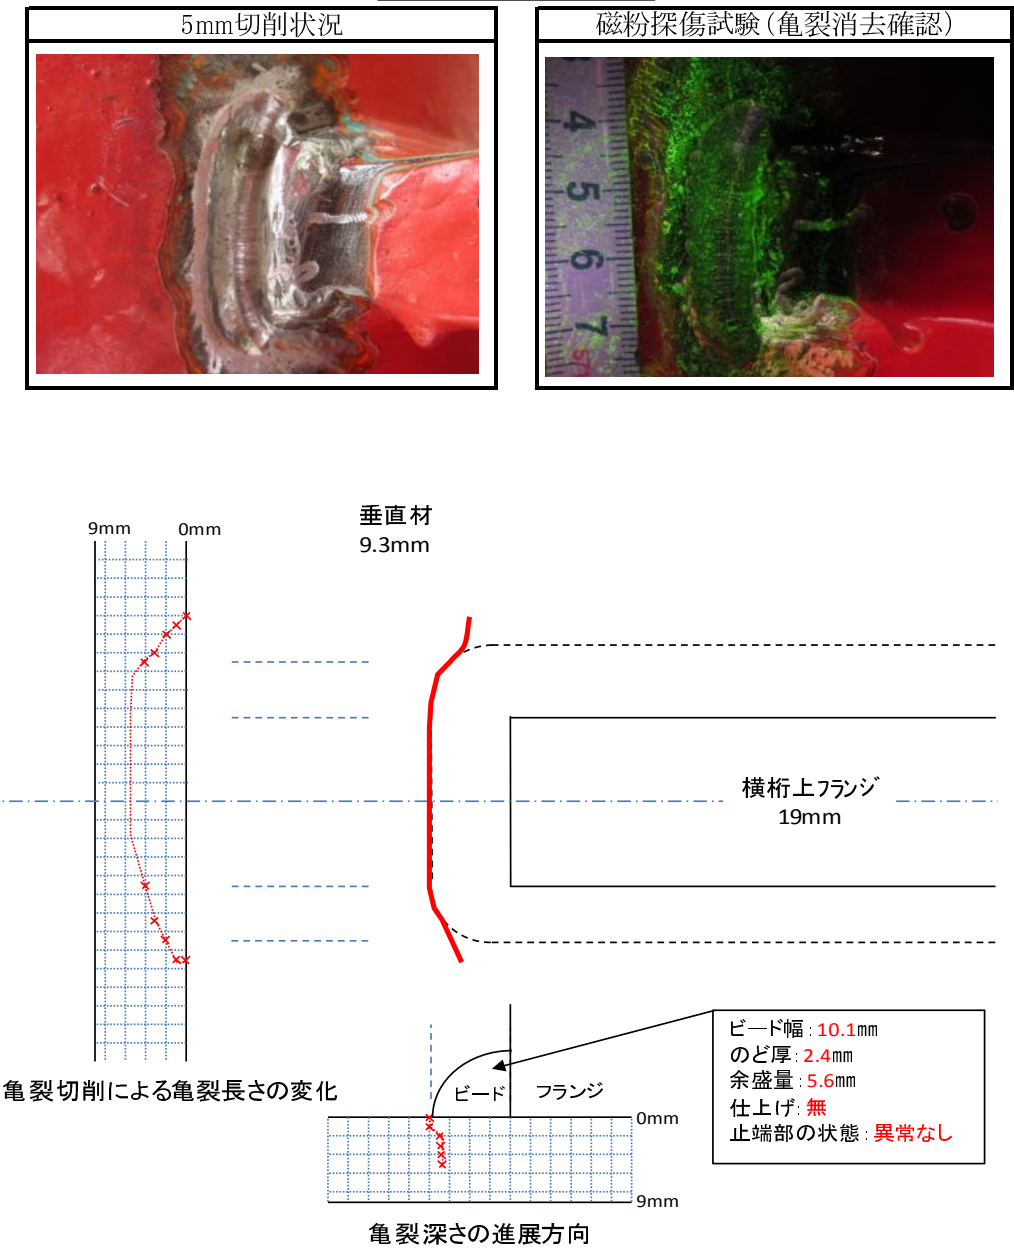 5mm切削状況
磁粉探傷試験（亀裂消去確認）
4
5
6
7
9mm
0mm
垂直材
9.3mm
横桁上フランジ
19mm
亀裂切削による亀裂長さの変化
ビード
フランジ
0mm
9mm
亀裂深さの進展方向
ビード幅：10.1㎜
のど厚：2.4㎜
余盛量：5.6㎜
仕上げ：無
止端部の状態：異常なし